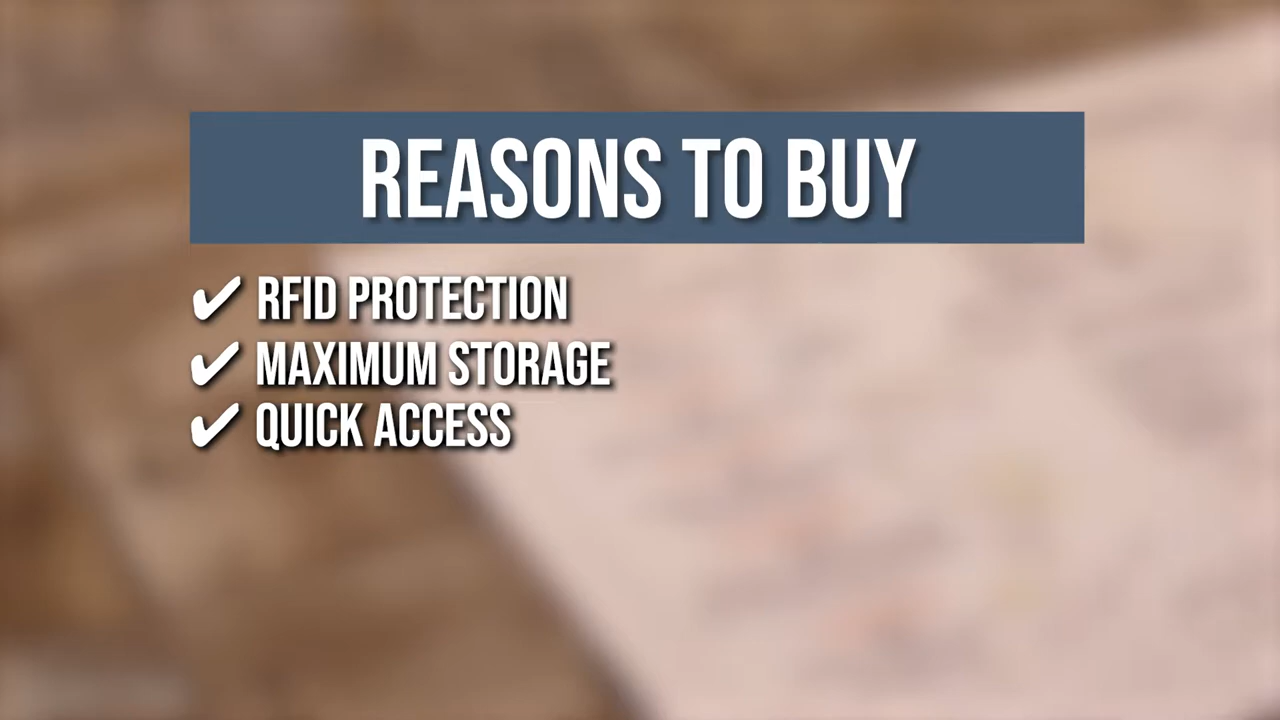 REASONS TO BUY
✔ RFID PROTECTION
✔ MAXIMUM STORAGE
✔ QUICK ACCESS